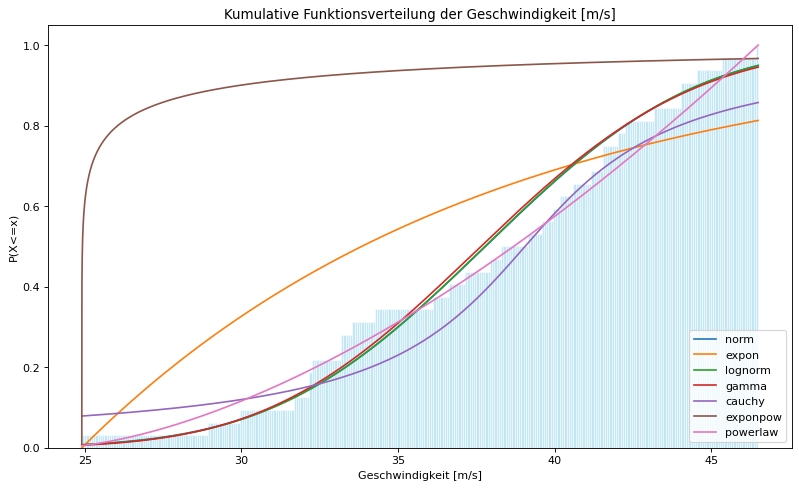 Kumulative Funktionsverteilung der Geschwindigkeit [m/s]
P(X<=x)
1.0
0.8
0.6
0.4
0.2
0.0
25
30
35
40
45
Geschwindigkeit [m/s]
norm
expon
lognorm
gamma
cauchy
exponpow
powerlaw